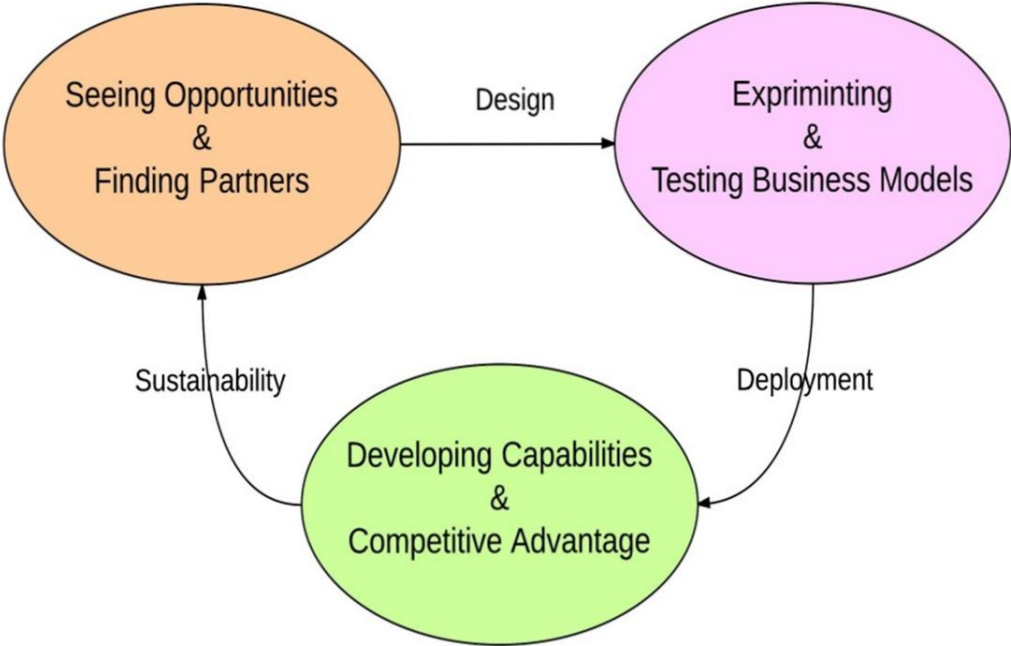 Seeing Opportunities
&
Finding Partners
Design
Expriminting
&
Testing Business Models
Sustainability
Deployment
Developing Capabilities
&
Competitive Advantage